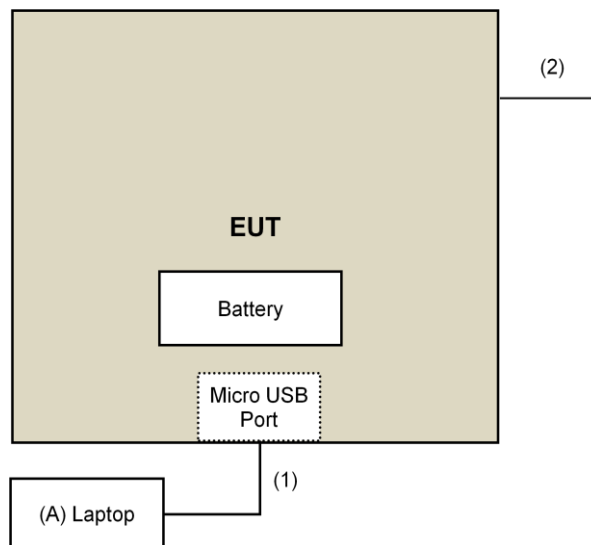 (2)
EUT
Battery
Micro USB
Port
(1)
(A) Laptop